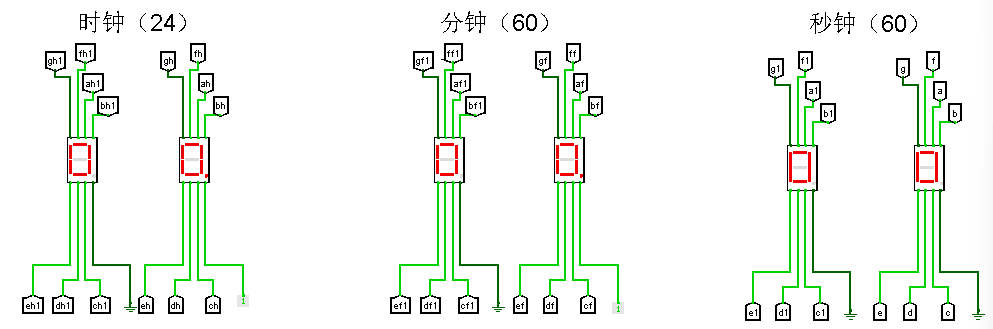 时钟（24） 分钟（60） 秒钟（60）
gh1 fh1 gh fh gf1 ff1 gf ff g1 f1 g f
ah1 ah af1 af a1 a
bh1 bh bf1 bf b1 b
eh1 dh1 ch1 eh dh ch 1 ef1 df1 cf1 ef df cf 1 e1 d1 c1 e d c